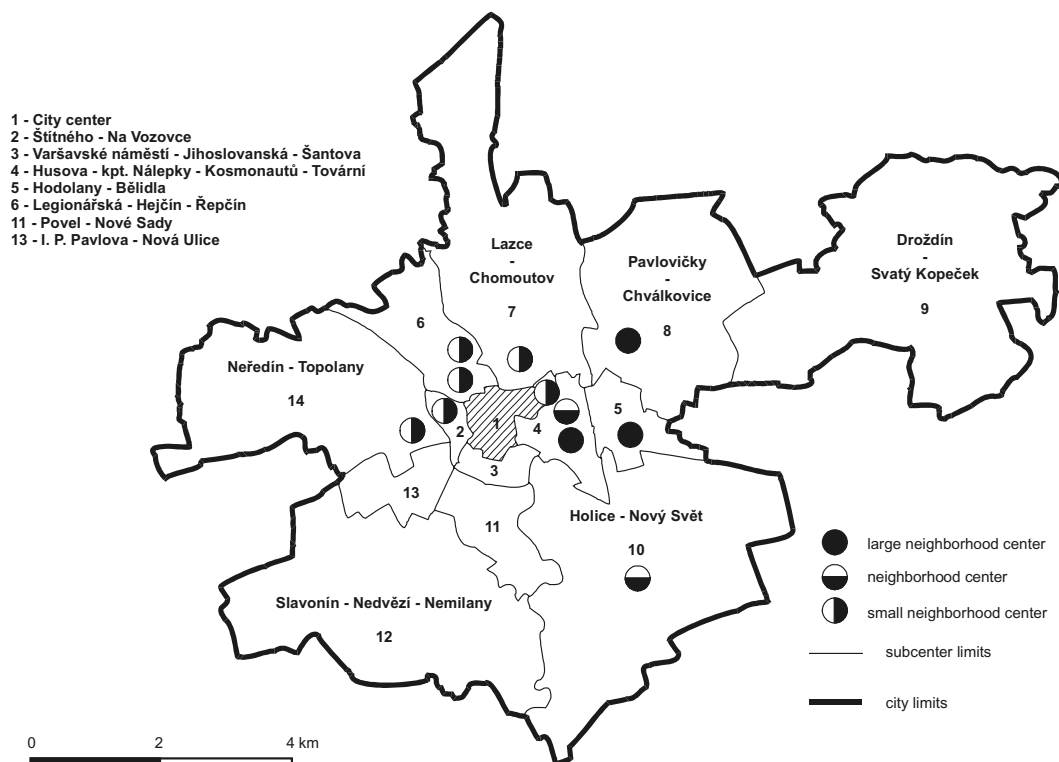 1 - City center
2 - Štítného - Na Vozovce
3 - Varšavské náměstí - Jihoslovanská - Šantova
4 - Husova - kpt. Nálepky - Kosmonautů - Tovární
5 - Hodolany - Bělidla
6 - Legionářská - Hejčín - Řepčín
11 - Povel - Nové Sady
13 - I. P. Pavlova - Nová Ulice
Lazce
-
Chomoutov
7
Pavlovičky
-
Chválkovice
8
Droždín
-
Svatý Kopeček
9
6
Neředín - Topolany
14
5
1
4
2
3
13
11
Holice - Nový Svět
10
Slavonín - Nedvězí - Nemilany
12
large neighborhood center
neighborhood center
small neighborhood center
subcenter limits
city limits
0 2 4 km